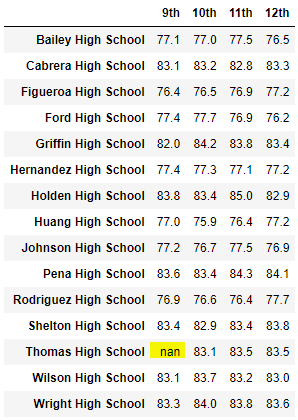 9th 10th 11th 12th
Bailey High School 77.1 77.0 77.5 76.5
Cabrera High School 83.1 83.2 82.8 83.3
Figueroa High School 76.4 76.5 76.9 77.2
Ford High School 77.4 77.7 76.9 76.2
Griffin High School 82.0 84.2 83.8 83.4
Hernandez High School 77.4 77.3 77.1 77.2
Holden High School 83.8 83.4 85.0 82.9
Huang High School 77.0 75.9 76.4 77.2
Johnson High School 77.2 76.7 77.5 76.9
Pena High School 83.6 83.4 84.3 84.1
Rodriguez High School 76.9 76.6 76.4 77.7
Shelton High School 83.4 82.9 83.4 83.8
Thomas High School nan 83.1 83.5 83.5
Wilson High School 83.1 83.7 83.2 83.0
Wright High School 83.3 84.0 83.8 83.6